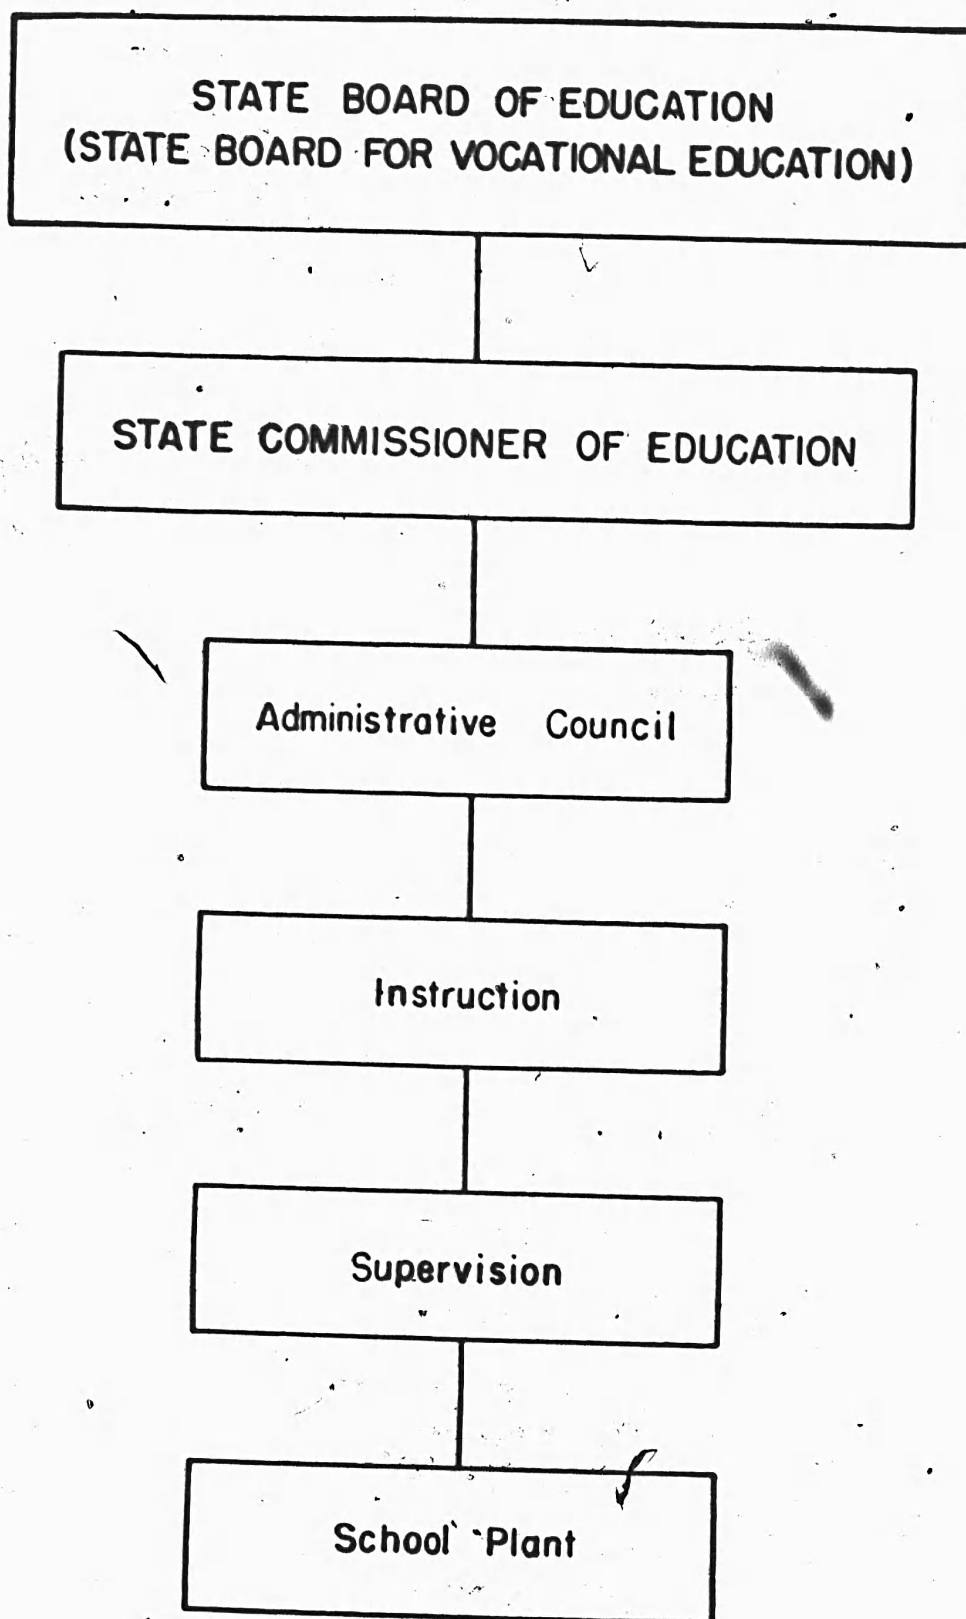 STATE BOARD OF EDUCATION
(STATE BOARD FOR VOCATIONAL EDUCATION)
STATE COMMISSIONER OF EDUCATION
Administrative Council
Instruction
Supervision
School Plant